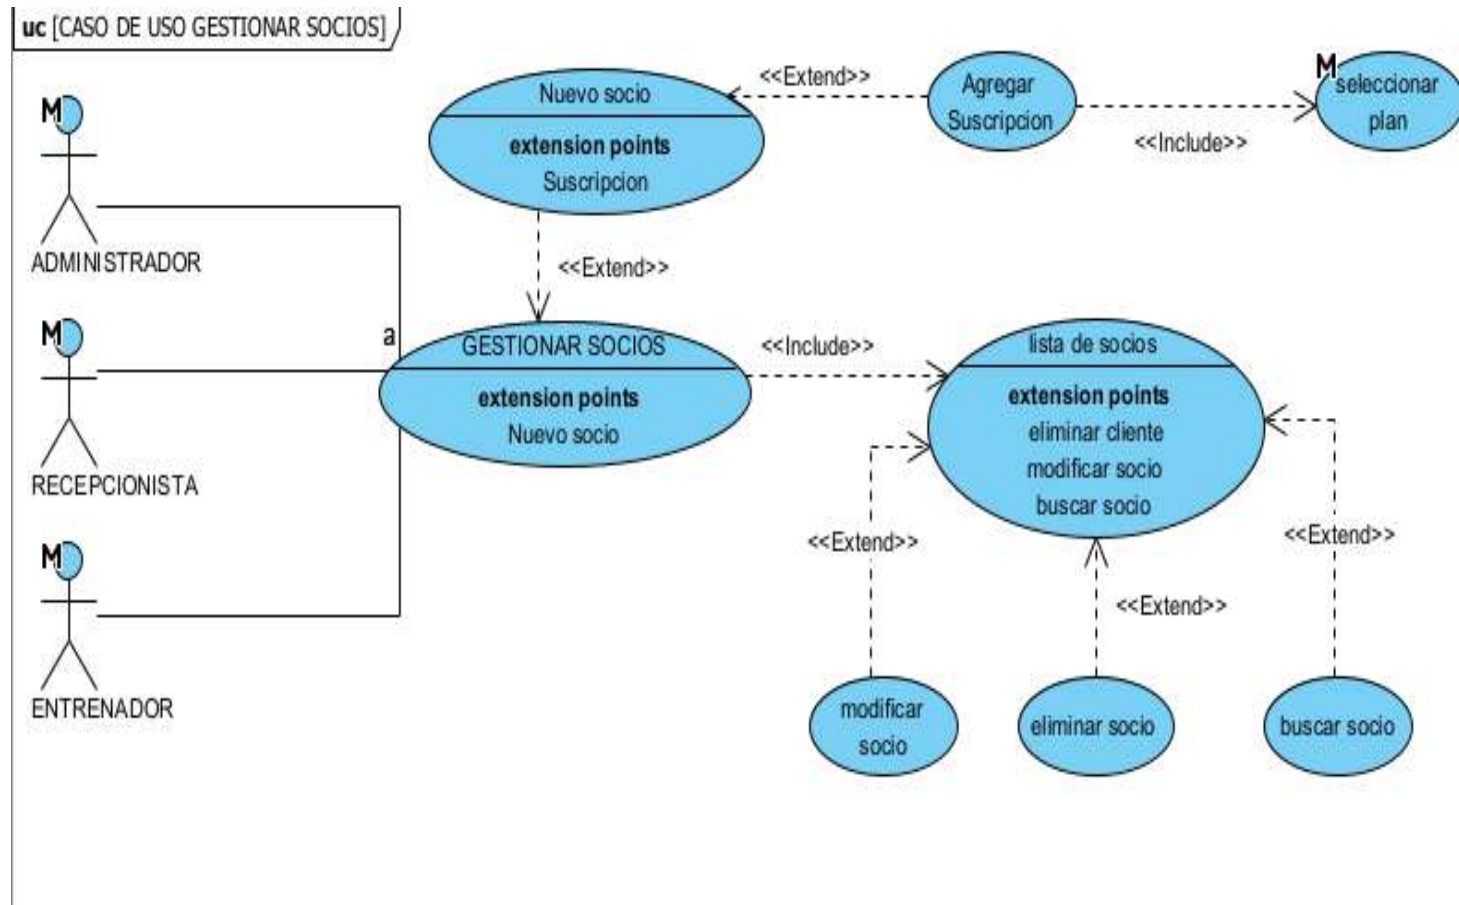 uc [CASO DE USO GESTIONAR SOCIOS]
M
ADMINISTRADOR
M
RECEPCIONISTA
M
ENTRENADOR
a
Nuevo socio
extension points
Suscripcion
<<Extend>>
Agregar
Suscripcion
<<Include>>
M
seleccionar
plan
<<Extend>>
GESTIONAR SOCIOS
extension points
Nuevo socio
<<Include>>
lista de socios
extension points
eliminar cliente
modificar socio
buscar socio
<<Extend>>
<<Extend>>
<<Extend>>
modificar
socio
eliminar socio
buscar socio